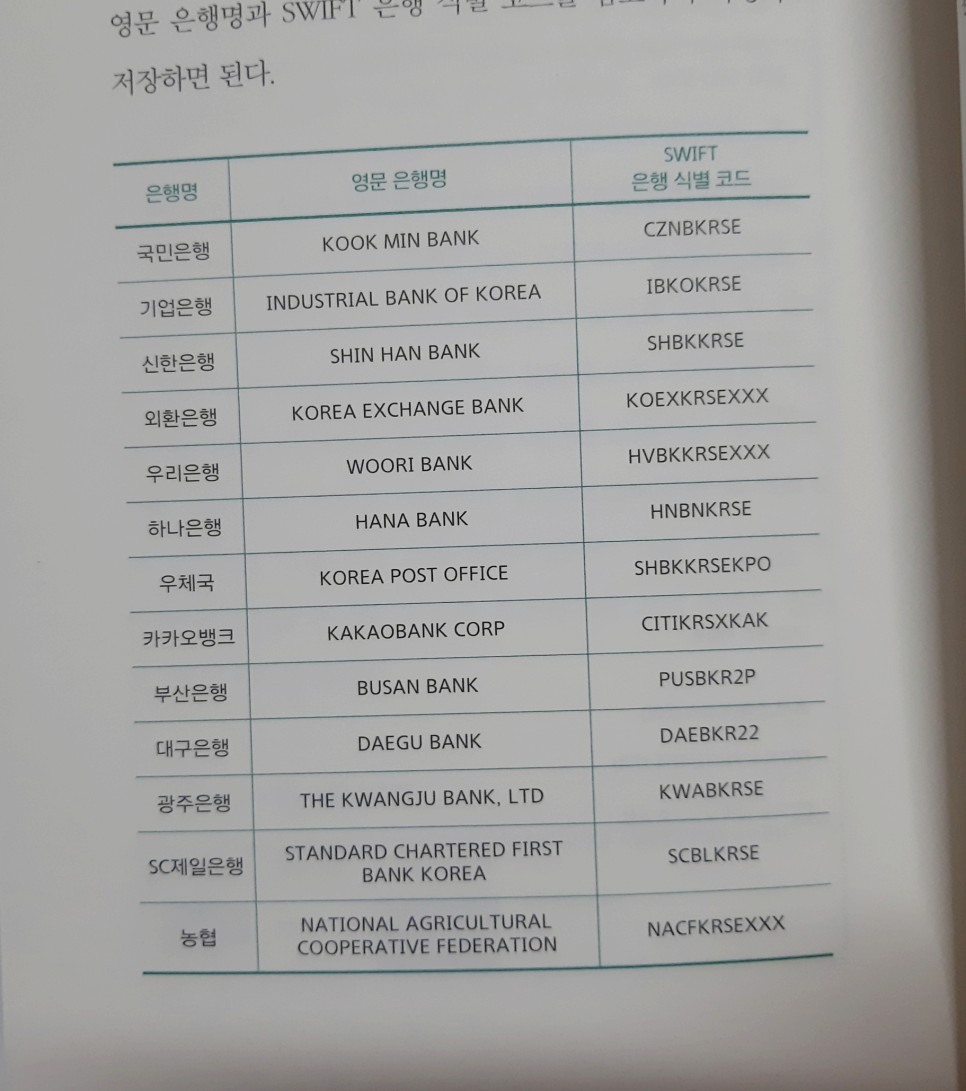 영문 은행명과 SWIFT 은행 식별
저장하면 된다.
은행명 영문 은행명 SWIFT
은행 식별 코드
국민은행 KOOK MIN BANK CZNBKRSE
기업은행 INDUSTRIAL BANK OF KOREA IBKOKRSE
신한은행 SHIN HAN BANK SHBKKRSE
외환은행 KOREA EXCHANGE BANK KOEXKRSEXXX
우리은행 WOORI BANK HVBKKRSEXXX
하나은행 HANA BANK HNBNKRSE
우체국 KOREA POST OFFICE SHBKKRSEKPO
카카오뱅크 KAKAOBANK CORP CITIKRSXKAK
부산은행 BUSAN BANK PUSBKR2P
대구은행 DAEGU BANK DAEBKR22
광주은행 THE KWANGJU BANK, LTD KWABKRSE
SC제일은행 STANDARD CHARTERED FIRST
BANK KOREA SCBLKRSE
농협 NATIONAL AGRICULTURAL
COOPERATIVE FEDERATION NACFKRSEXXX